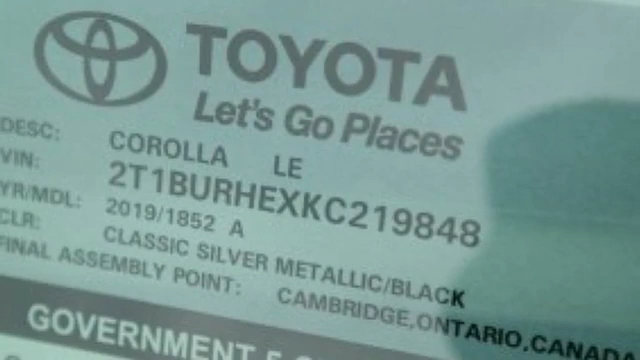 TOYOTA
Let's Go Places
DESC: COROLLA LE
VIN: 2T1BURHEXKC219848
YR/MDL: 2019/1852 A
CLR: CLASSIC SILVER METALLIC/BLACK
FINAL ASSEMBLY POINT: CAMBRIDGE,ONTARIO,CANADA
GOVERNMENT 5